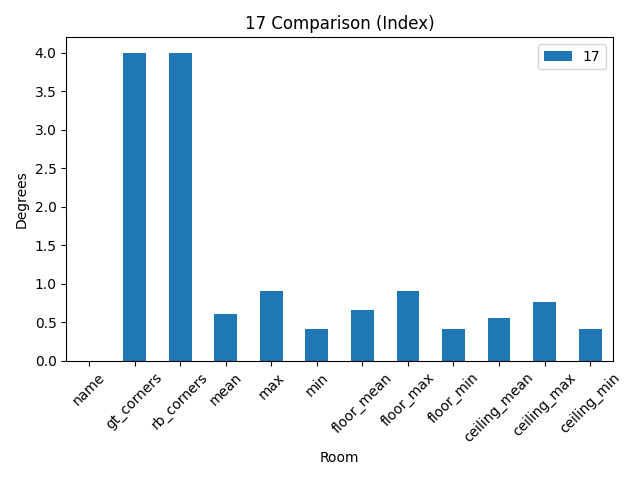 17 Comparison (Index)
17
Degrees
4.0
3.5
3.0
2.5
2.0
1.5
1.0
0.5
0.0
name
gt_corners
rb_corners
mean
max
min
floor_mean
floor_max
floor_min
ceiling_mean
ceiling_max
ceiling_min
Room